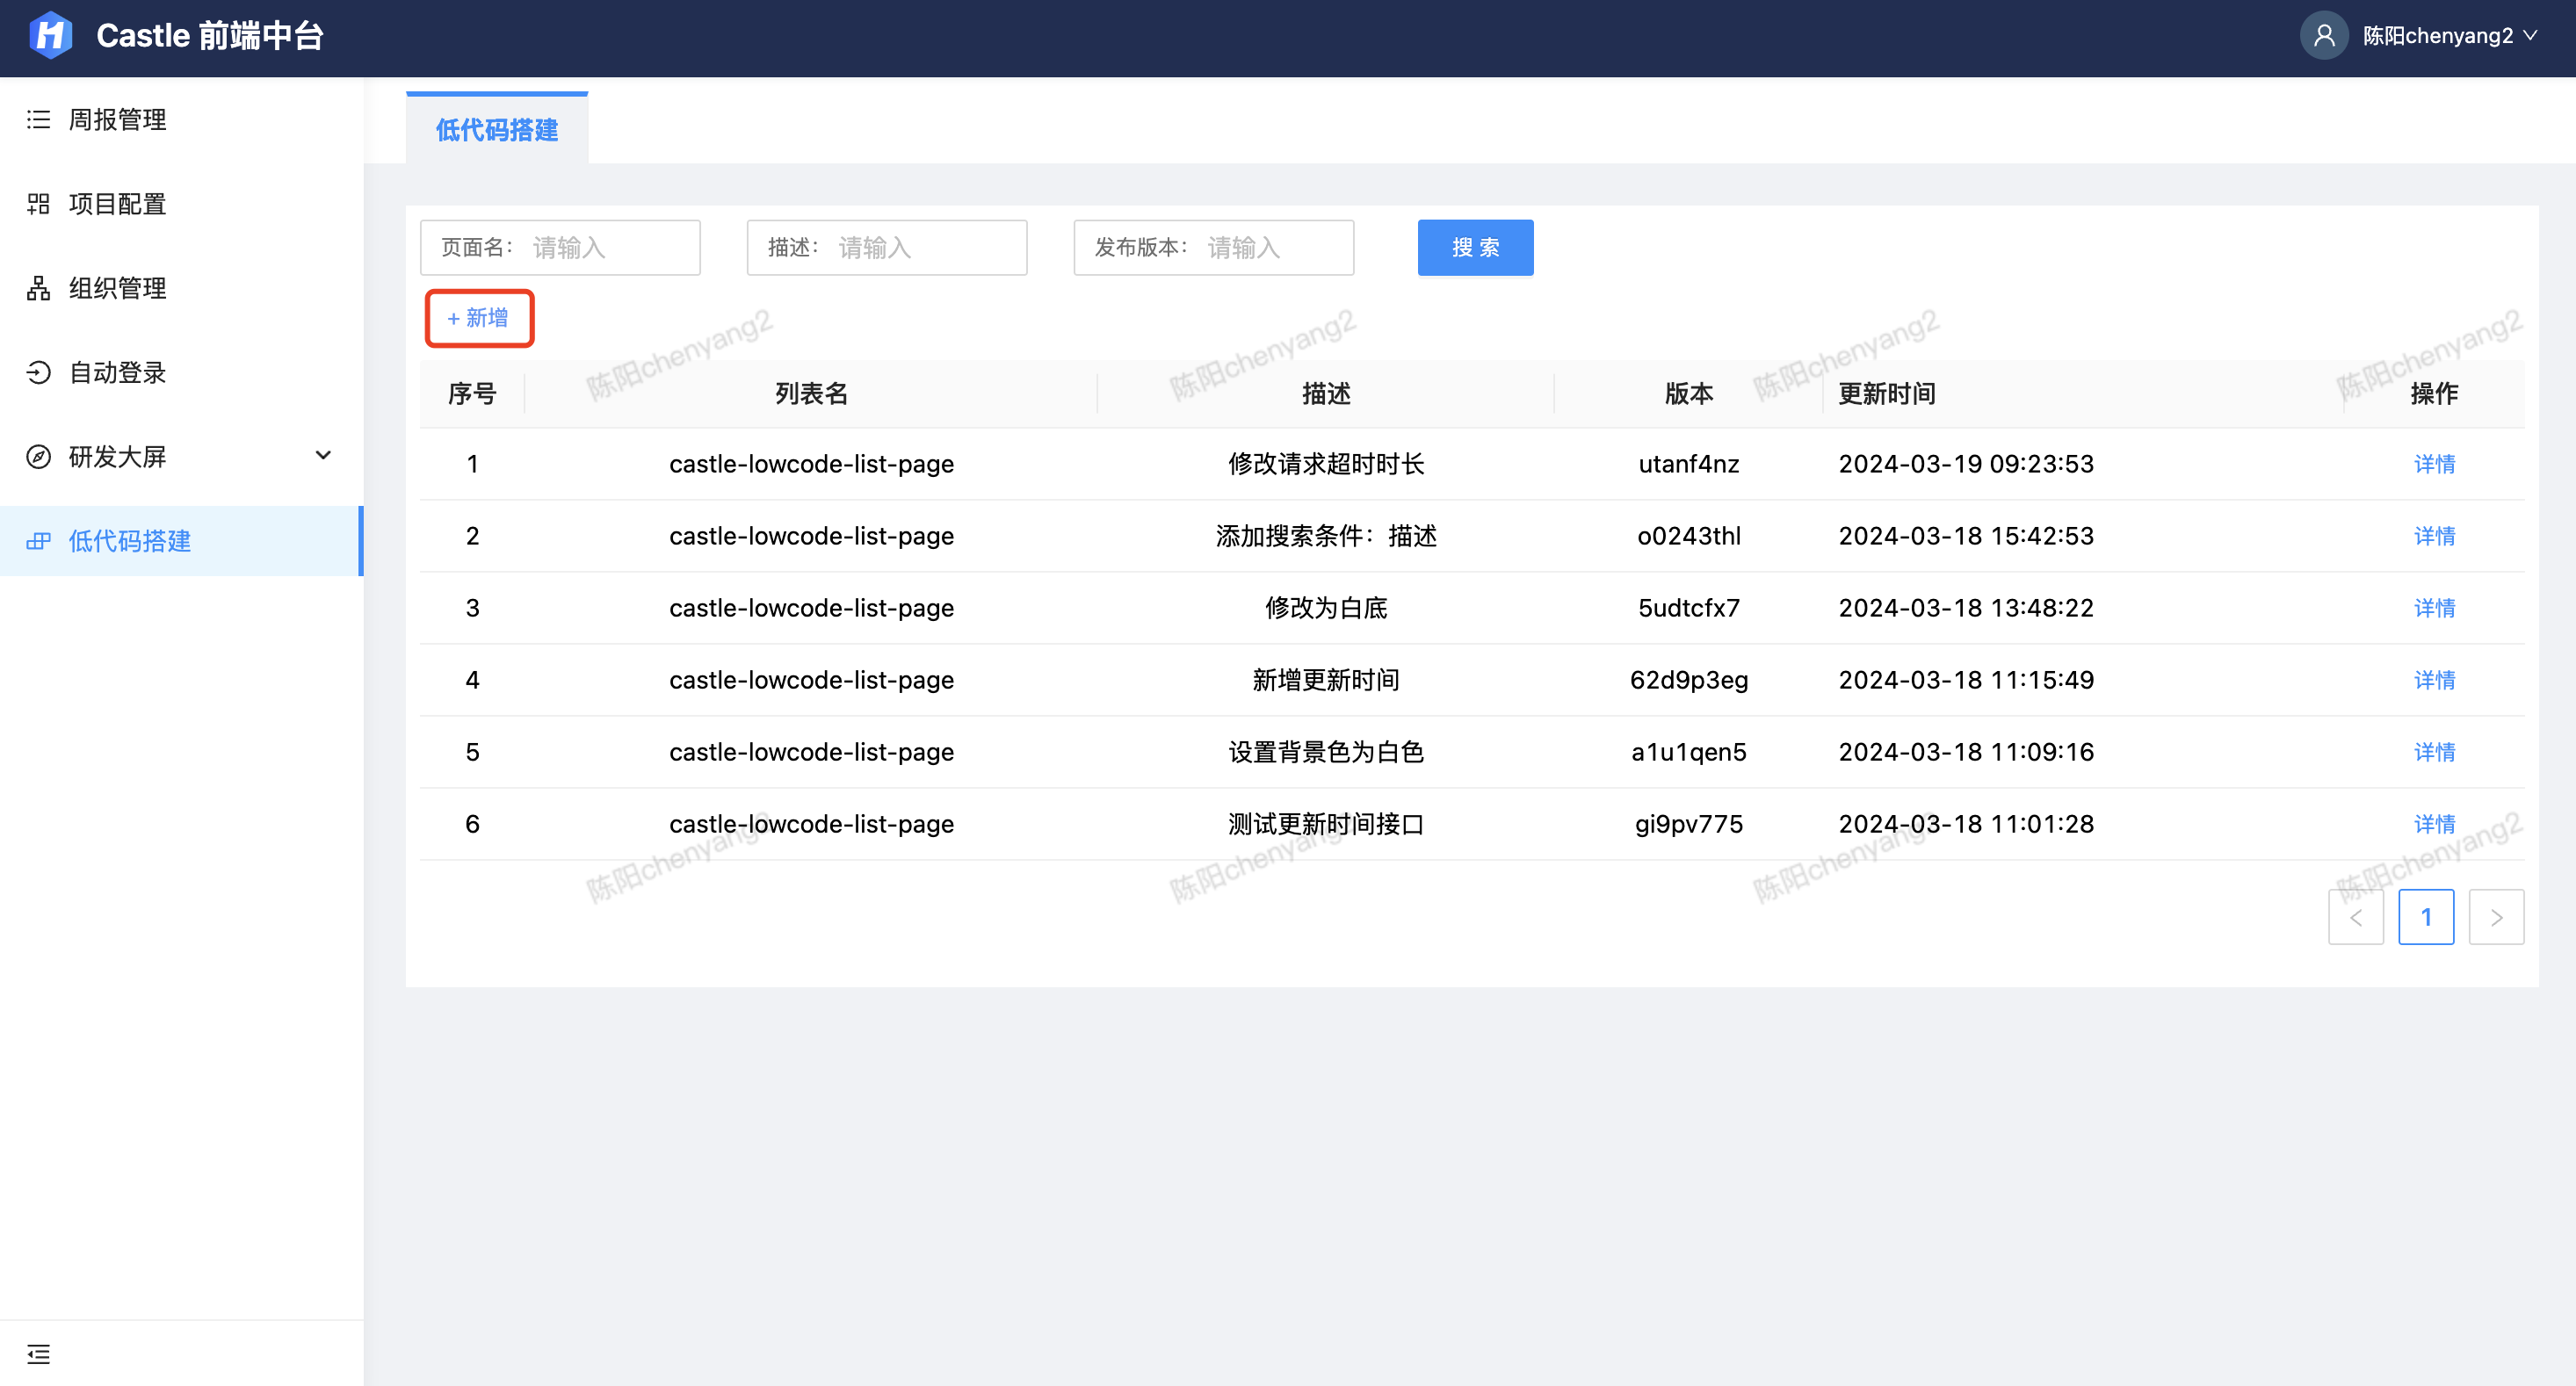 Castle 前端中台
陈阳chenyang2
周报管理
项目配置
组织管理
自动登录
研发大屏
低代码搭建
低代码搭建
页面名： 请输入 描述： 请输入 发布版本： 请输入 搜 索
+ 新增
序号 列表名 描述 版本 更新时间 操作
1 castle-lowcode-list-page 修改请求超时时长 utanf4nz 2024-03-19 09:23:53 详情
2 castle-lowcode-list-page 添加搜索条件：描述 o0243thl 2024-03-18 15:42:53 详情
3 castle-lowcode-list-page 修改为白底 5udtcfx7 2024-03-18 13:48:22 详情
4 castle-lowcode-list-page 新增更新时间 62d9p3eg 2024-03-18 11:15:49 详情
5 castle-lowcode-list-page 设置背景色为白色 a1u1qen5 2024-03-18 11:09:16 详情
6 castle-lowcode-list-page 测试更新时间接口 gi9pv775 2024-03-18 11:01:28 详情
1
陈阳chenyang2 陈阳chenyang2 陈阳chenyang2 陈阳chenyang2
陈阳chenyang2 陈阳chenyang2 陈阳chenyang2 陈阳chenyang2